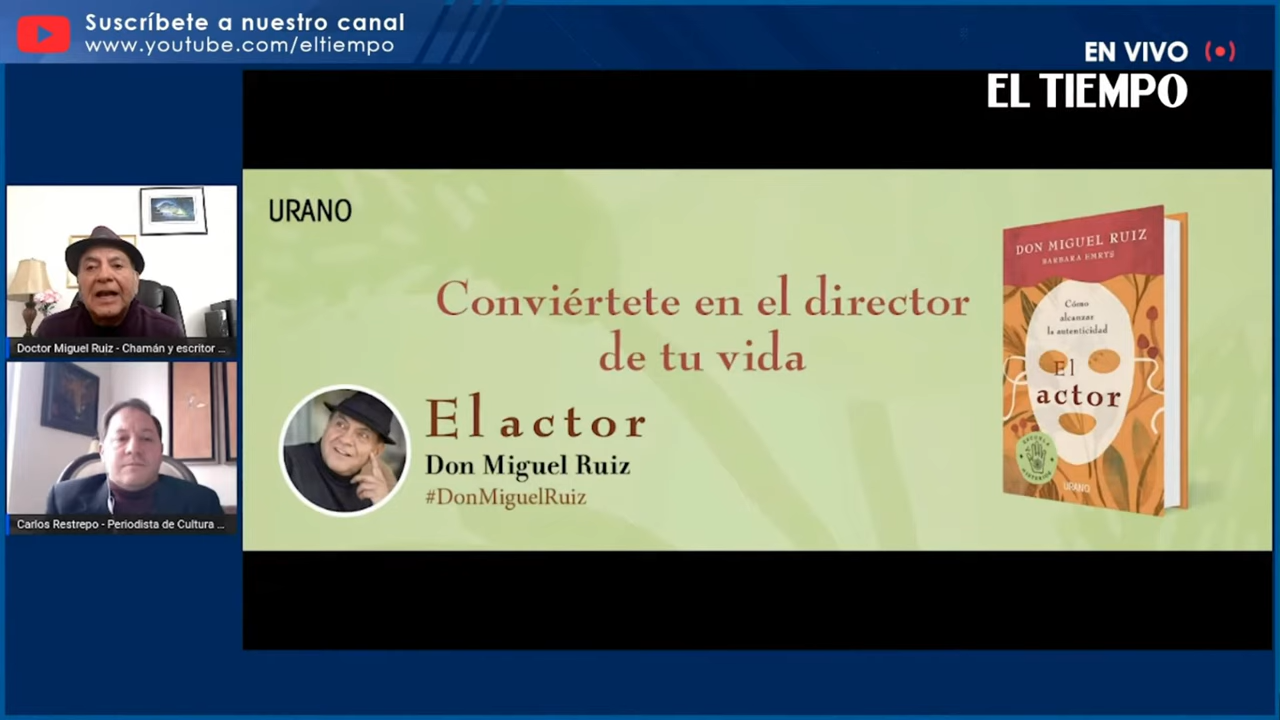 Suscríbete a nuestro canal
www.youtube.com/eltiempo
EN VIVO
EL TIEMPO
URANO
Conviértete en el director
de tu vida
El actor
Don Miguel Ruiz
#DonMiguelRuiz
DON MIGUEL RUIZ
BARBARA EMRYS
Cómo
alcanzar
la autenticidad
El
actor
ESCUELA
MISTERIOS
URANO
Doctor Miguel Ruiz - Chamán y escritor ...
Carlos Restrepo - Periodista de Cultura ...